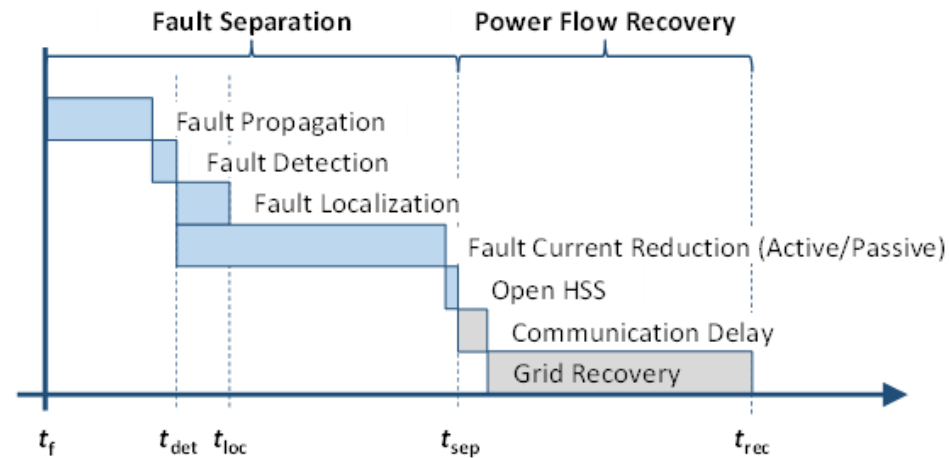 Fault Separation Power Flow Recovery
Fault Propagation
Fault Detection
Fault Localization
Fault Current Reduction (Active/Passive)
Open HSS
Communication Delay
Grid Recovery
tf tdet tloc tsep trec